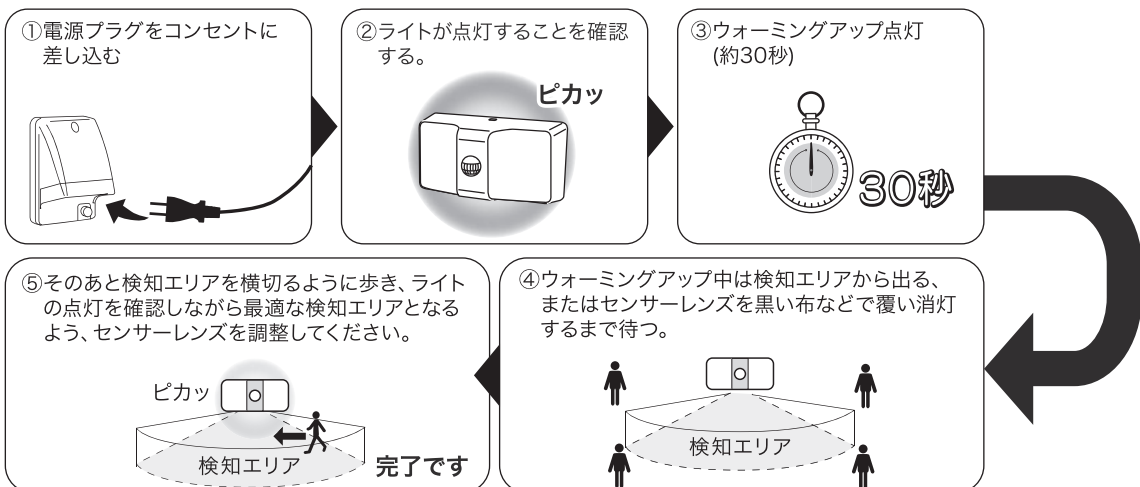 ①電源プラグをコンセントに
差し込む
②ライトが点灯することを確認
する。
ピカッ
③ウォーミングアップ点灯
(約30秒)
30秒
④ウォーミングアップ中は検知エリアから出る、
またはセンサーレンズを黒い布などで覆い消灯
するまで待つ。
検知エリア
⑤そのあと検知エリアを横切るように歩き、ライト
の点灯を確認しながら最適な検知エリアとなる
よう、センサーレンズを調整してください。
ピカッ
検知エリア
完了です